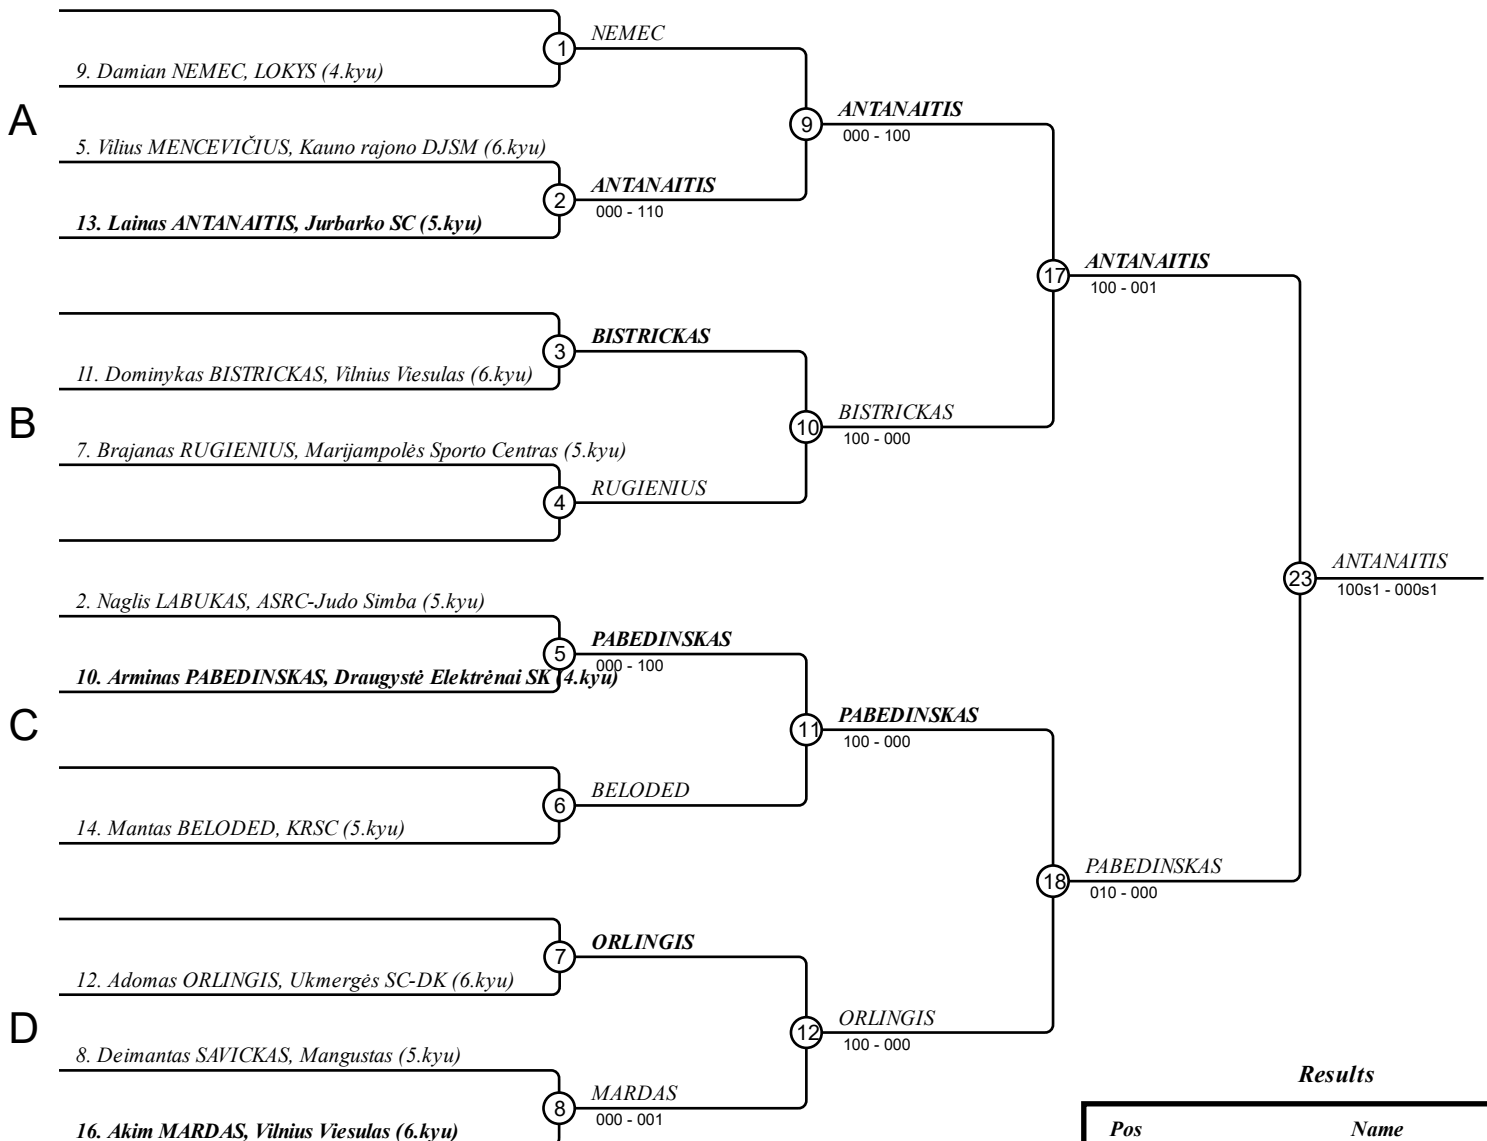 NEMEC
1
9. Damian NEMEC, LOKYS (4.kyu)
A
ANTANAITIS
9
000 - 100
5. Vilius MENCEVIČIUS, Kauno rajono DJSM (6.kyu)
ANTANAITIS
2
000 - 110
13. Lainas ANTANAITIS, Jurbarko SC (5.kyu)
ANTANAITIS
17
100 - 001
BISTRICKAS
3
11. Dominykas BISTRICKAS, Vilnius Viesulas (6.kyu)
B
BISTRICKAS
10
100 - 000
7. Brajanas RUGIENIUS, Marijampolės Sporto Centras (5.kyu)
RUGIENIUS
4
ANTANAITIS
23
100s1 - 000s1
2. Naglis LABUKAS, ASRC-Judo Simba (5.kyu)
PABEDINSKAS
5
000 - 100
10. Arminas PABEDINSKAS, Draugystė Elektrėnai SK (4.kyu)
C
PABEDINSKAS
11
100 - 000
BELODED
6
14. Mantas BELODED, KRSC (5.kyu)
PABEDINSKAS
18
010 - 000
ORLINGIS
7
12. Adomas ORLINGIS, Ukmergės SC-DK (6.kyu)
D
ORLINGIS
12
100 - 000
8. Deimantas SAVICKAS, Mangustas (5.kyu)
MARDAS
8
000 - 001
16. Akim MARDAS, Vilnius Viesulas (6.kyu)
Results
Pos Name